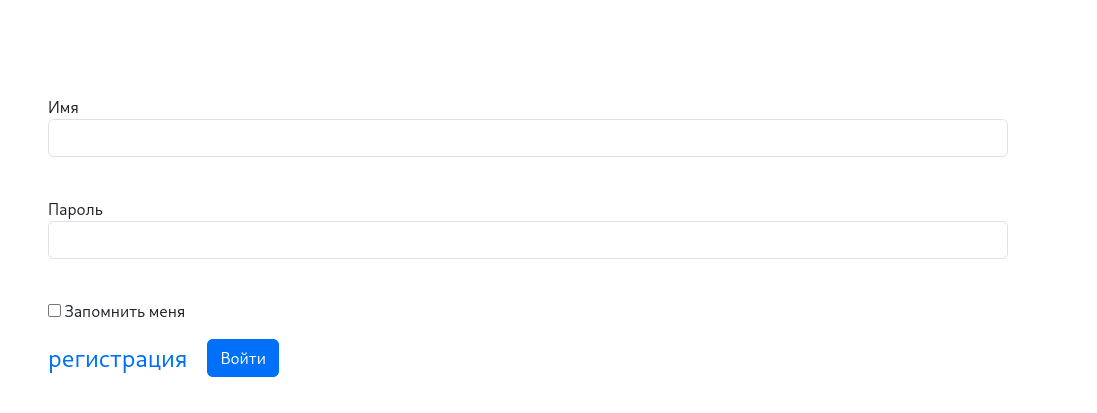 Имя
Пароль
Запомнить меня
регистрация Войти